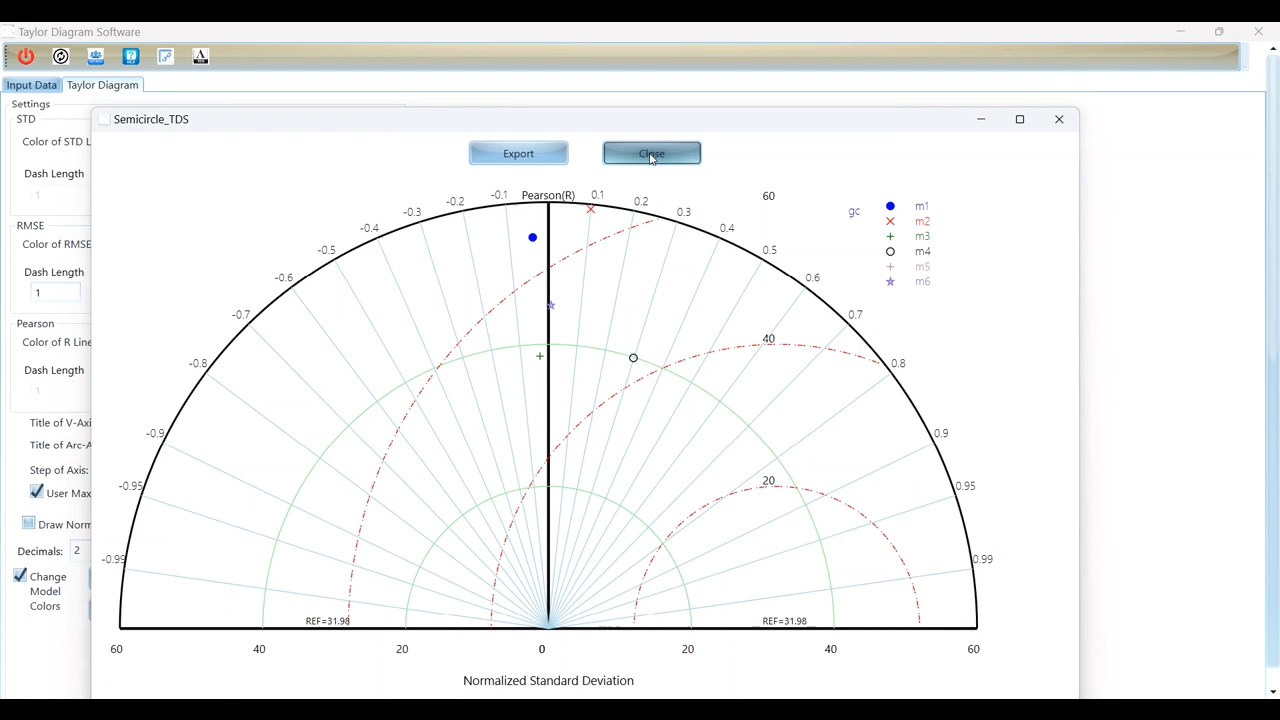 Taylor Diagram Software
Input Data Taylor Diagram
Settings
STD
Color of STD L
Dash Length
1
RMSE
Color of RMSE
Dash Length
1
Pearson
Color of R Line
Dash Length
1
Title of V-Axi
Title of Arc-A
Step of Axis:
User Max
Draw Norm
Decimals: 2
Change
Model
Colors
Semicircle_TDS
Export Close
-0.99
-0.95
-0.9
-0.8
-0.7
-0.6
-0.5
-0.4
-0.3
-0.2
-0.1
Pearson(R)
0.1
0.2
0.3
0.4
0.5
0.6
0.7
0.8
0.9
0.95
0.99
60
40
20
gc
m1
m2
m3
m4
m5
m6
REF=31.98 REF=31.98
60 40 20 0 20 40 60
Normalized Standard Deviation